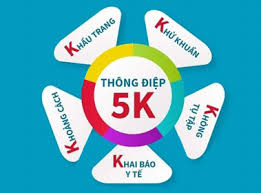 THÔNG ĐIỆP
5K
KHẨU TRANG
KHỬ KHUẨN
KHÔNG
TỤ TẬP
KHAI BÁO
Y TẾ
KHOẢNG CÁCH